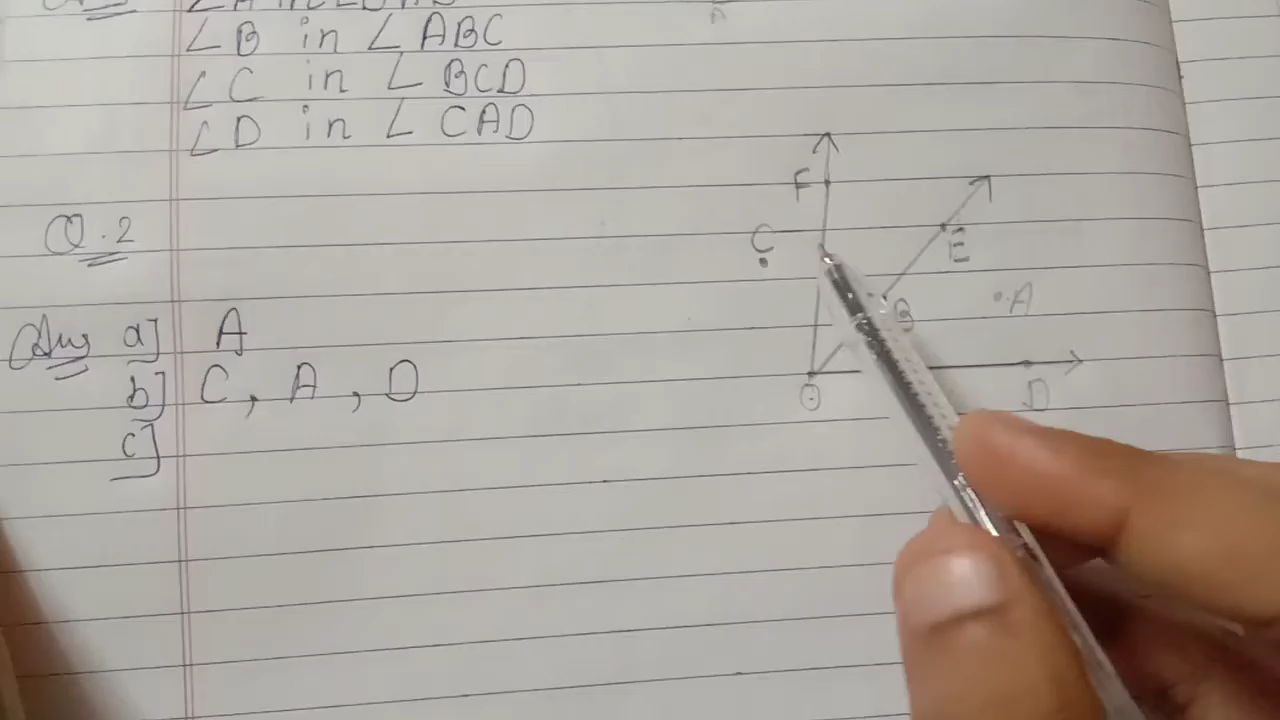 ∠B in ∠ABC
∠C in ∠BCD
∠D in ∠CAD
Q.2
Ans a] A
b] C, A, D
c]
F
C
E
B
A
O
D